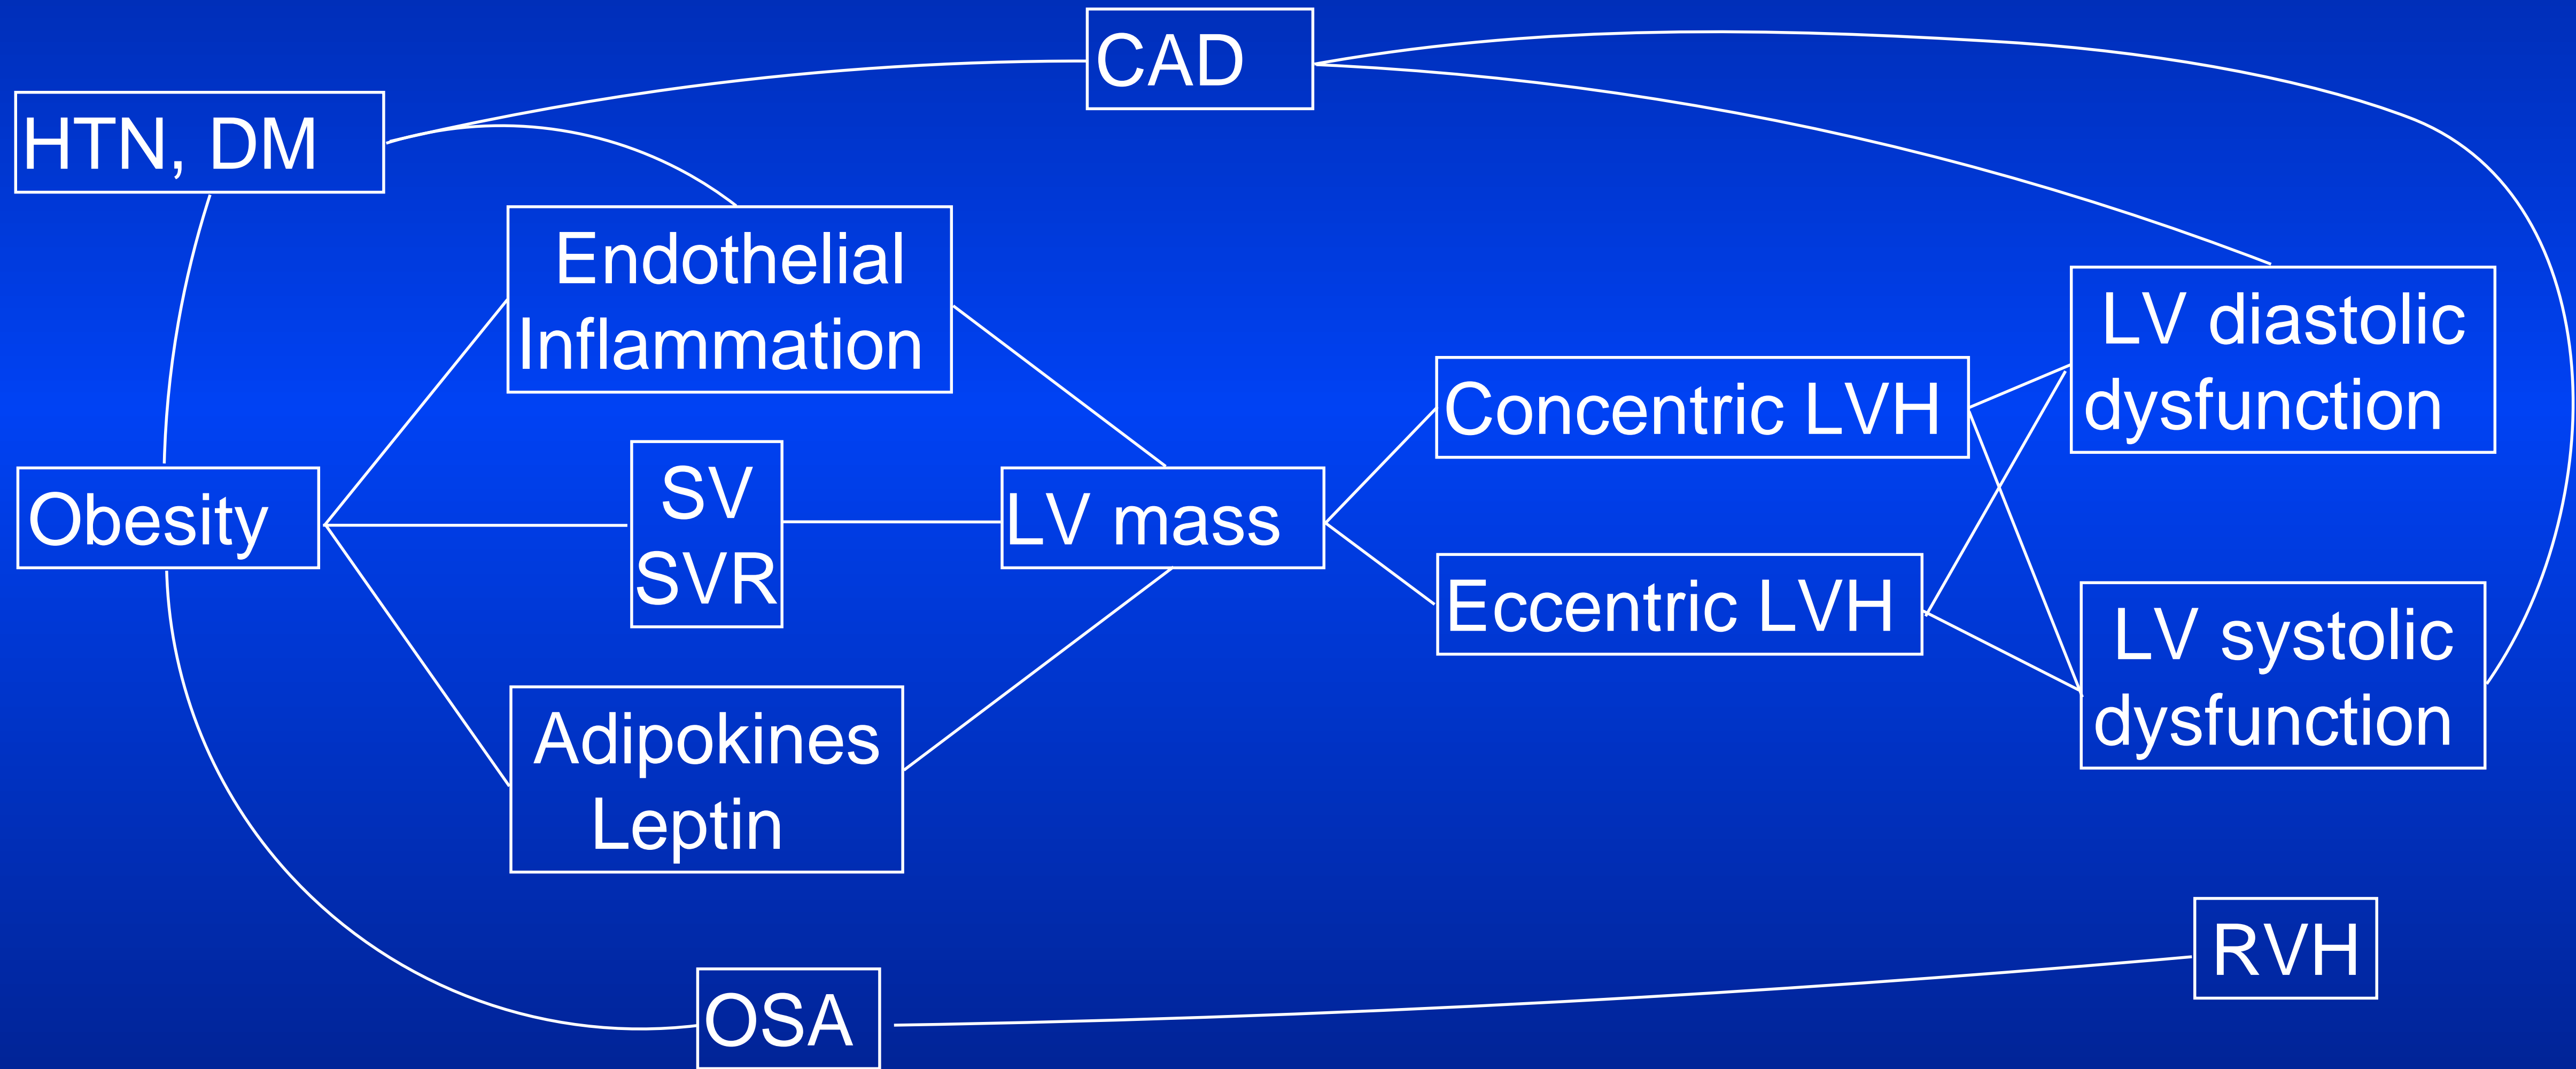 CAD
HTN, DM
Endothelial
Inflammation
LV diastolic
dysfunction
Concentric LVH
SV
SVR
Obesity
LV mass
Eccentric LVH
LV systolic
dysfunction
Adipokines
Leptin
RVH
OSA